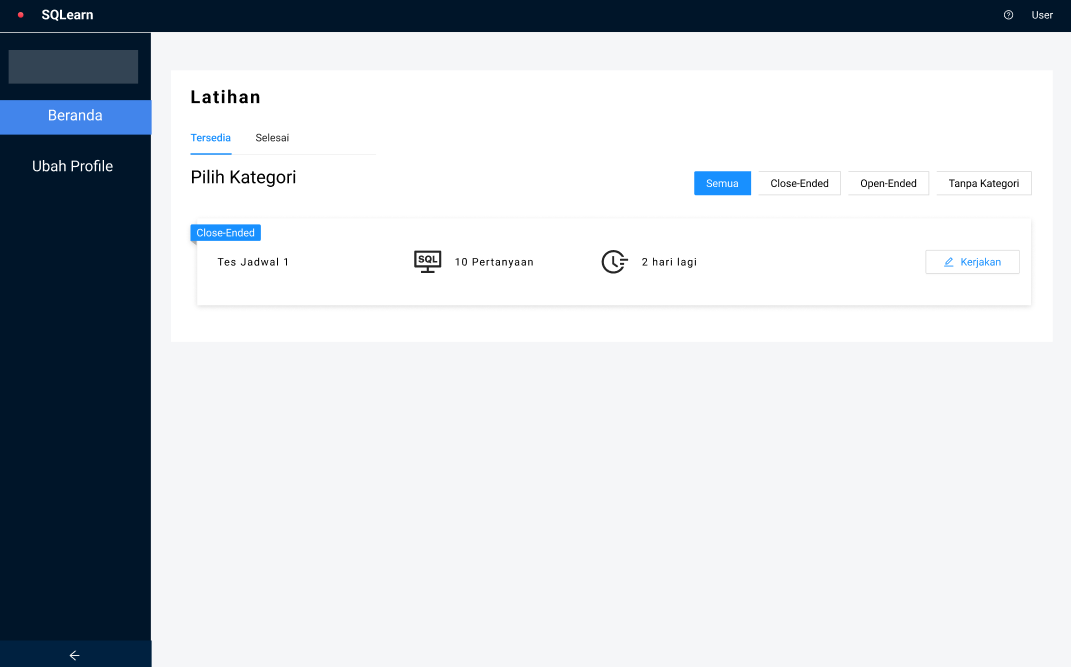 SQLearn
User
Beranda
Ubah Profile
Latihan
Tersedia Selesai
Pilih Kategori
Semua Close-Ended Open-Ended Tanpa Kategori
Close-Ended
Tes Jadwal 1 SQL 10 Pertanyaan 2 hari lagi Kerjakan